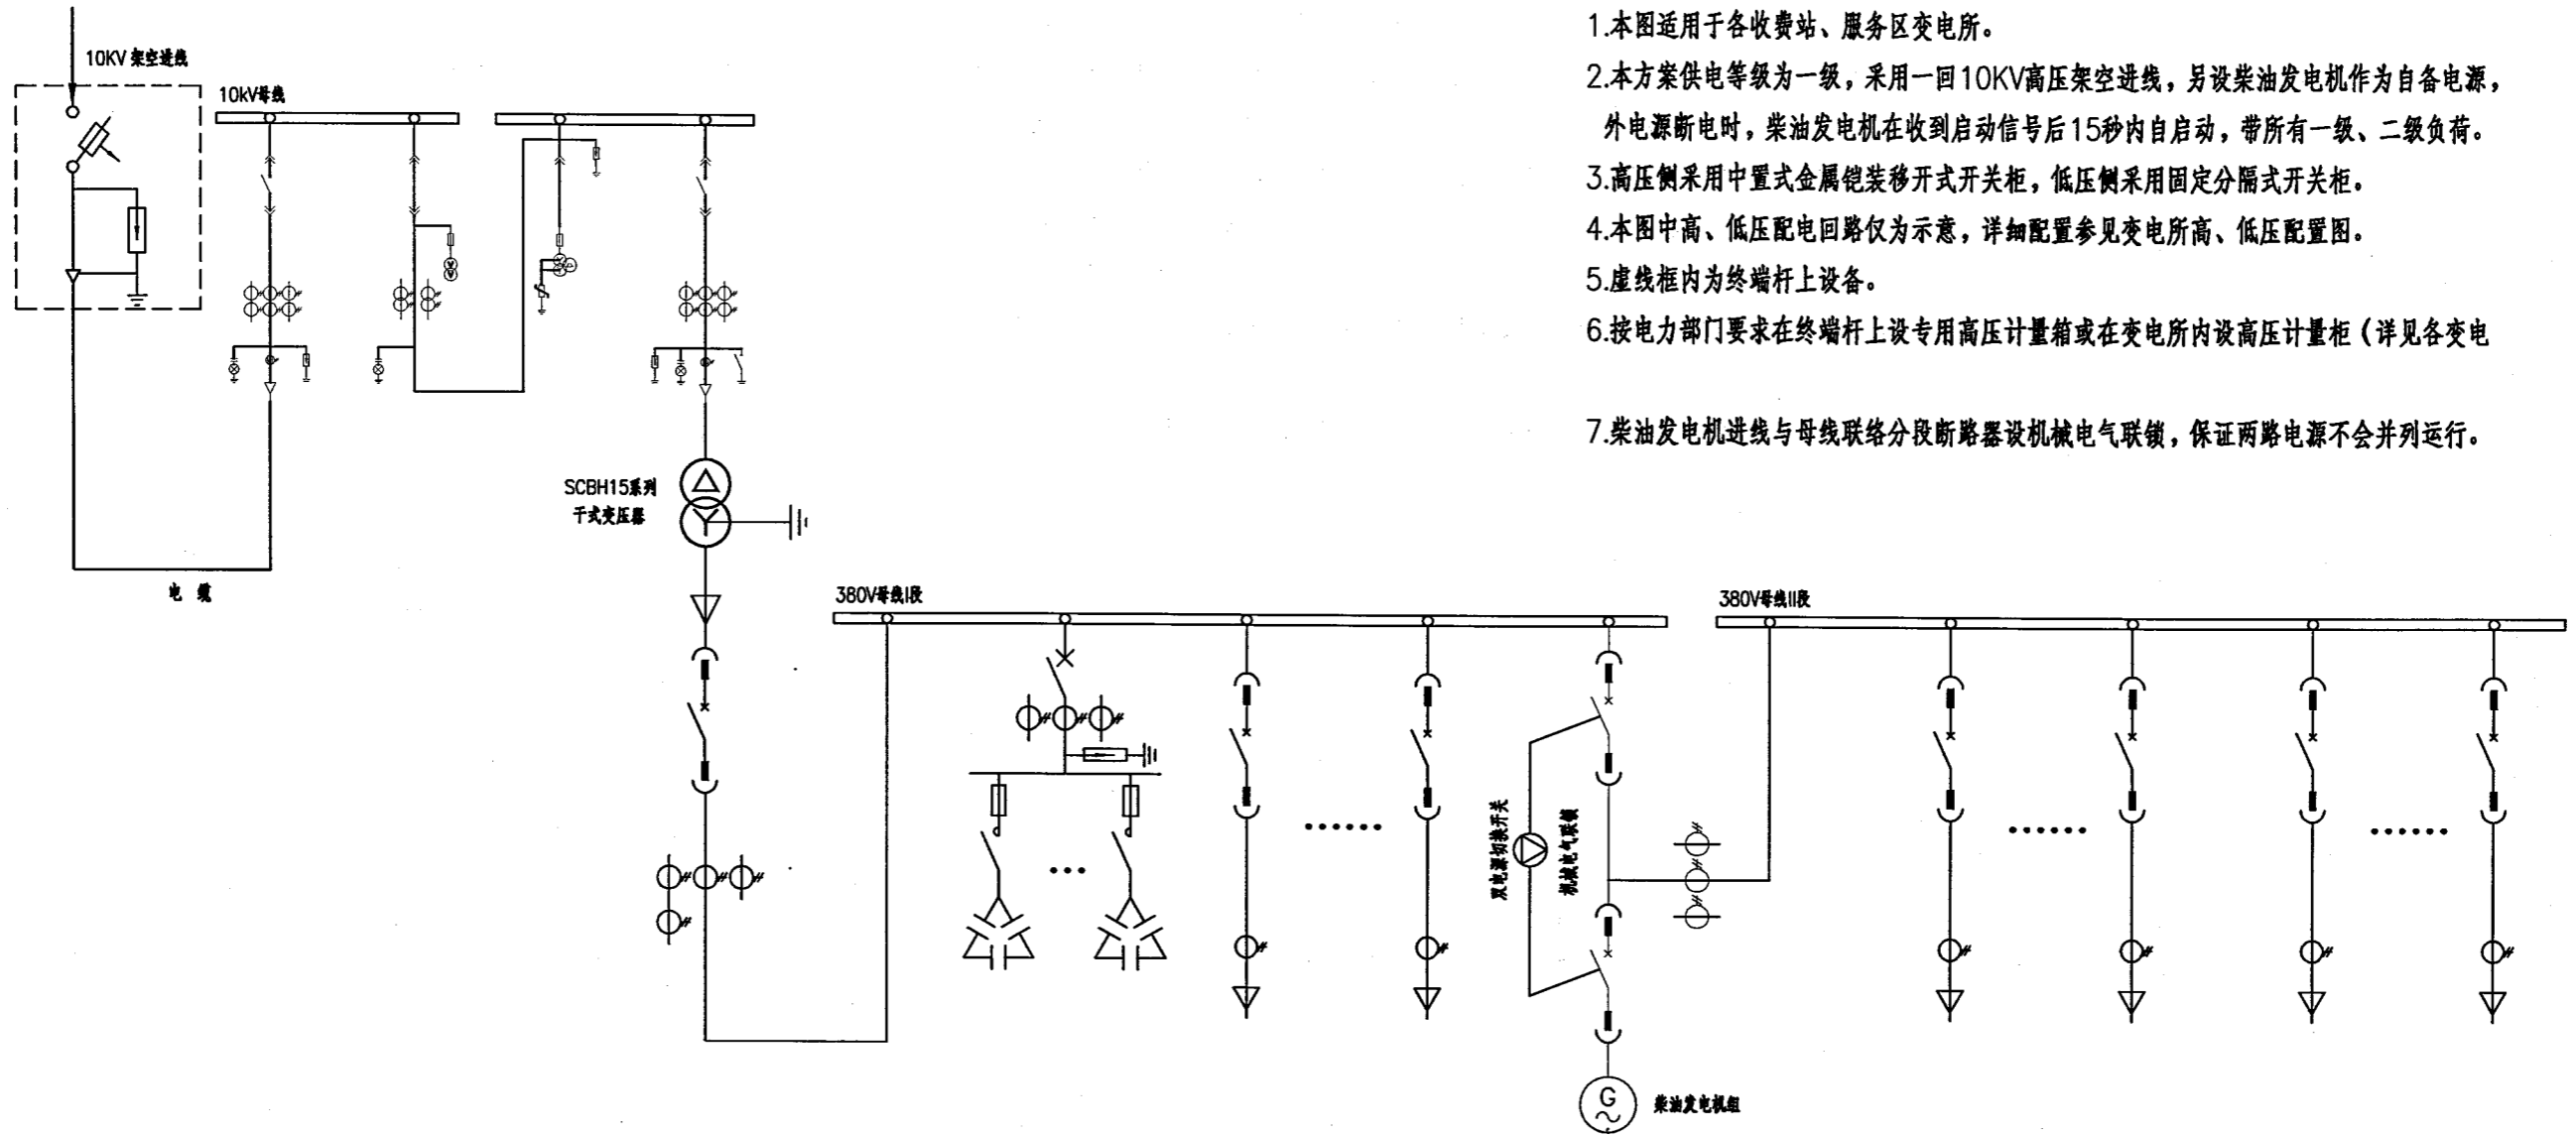 1.本图适用于各收费站、服务区变电所。
2.本方案供电等级为一级，采用一回10KV高压架空进线，另设柴油发电机作为自备电源，
外电源断电时，柴油发电机在收到启动信号后15秒内自启动，带所有一级、二级负荷。
3.高压侧采用中置式金属铠装移开式开关柜，低压侧采用固定分隔式开关柜。
4.本图中高、低压配电回路仅为示意，详细配置参见变电所高、低压配置图。
5.虚线框内为终端杆上设备。
6.按电力部门要求在终端杆上设专用高压计量箱或在变电所内设高压计量柜（详见各变电
7.柴油发电机进线与母线联络分段断路器设机械电气联锁，保证两路电源不会并列运行。
10KV 架空进线
10kV母线
SCBH15系列
干式变压器
电 缆
380V母线I段
380V母线II段
双电源切换开关
机械电气联锁
G
柴油发电机组